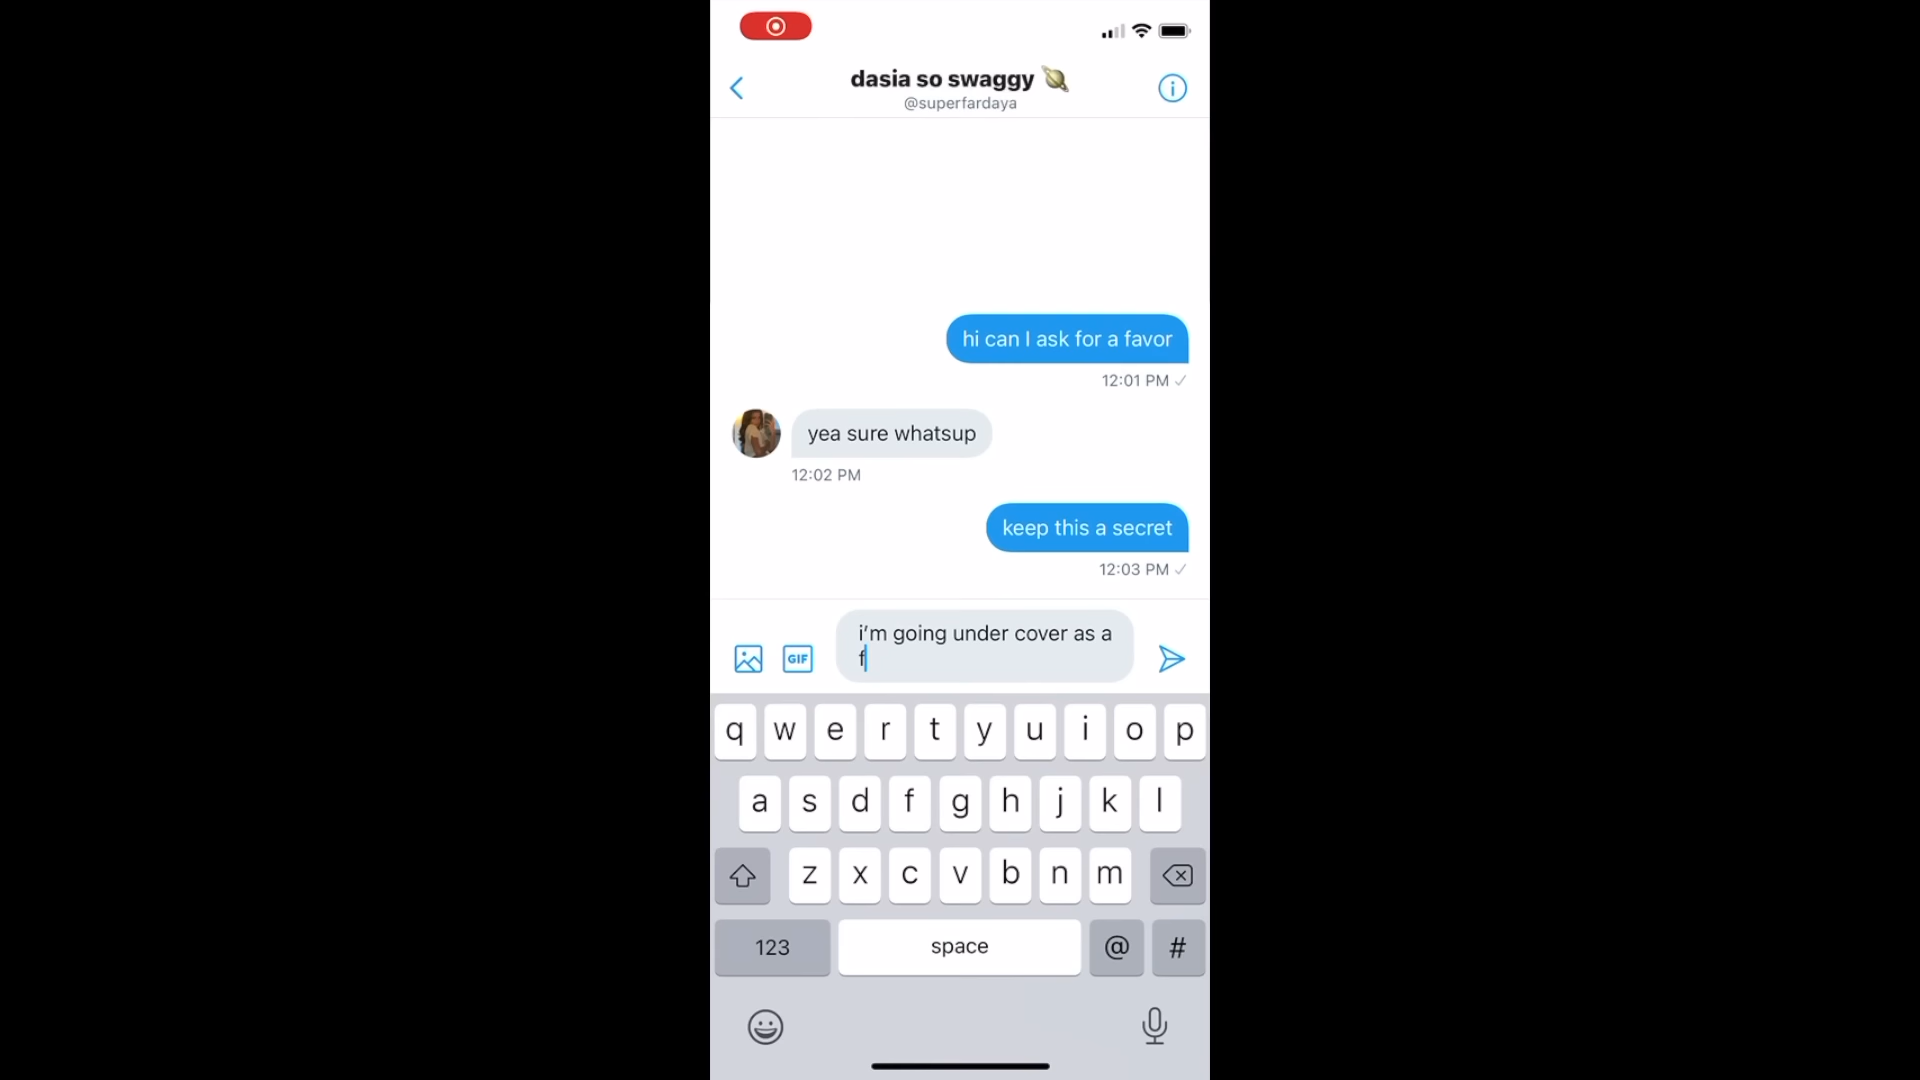 dasia so swaggy 🪐
@superfardaya
hi can I ask for a favor
12:01 PM ✓
yea sure whatsup
12:02 PM
keep this a secret
12:03 PM ✓
i’m going under cover as a
f
GIF
q w e r t y u i o p
a s d f g h j k l
z x c v b n m
123 space @ #